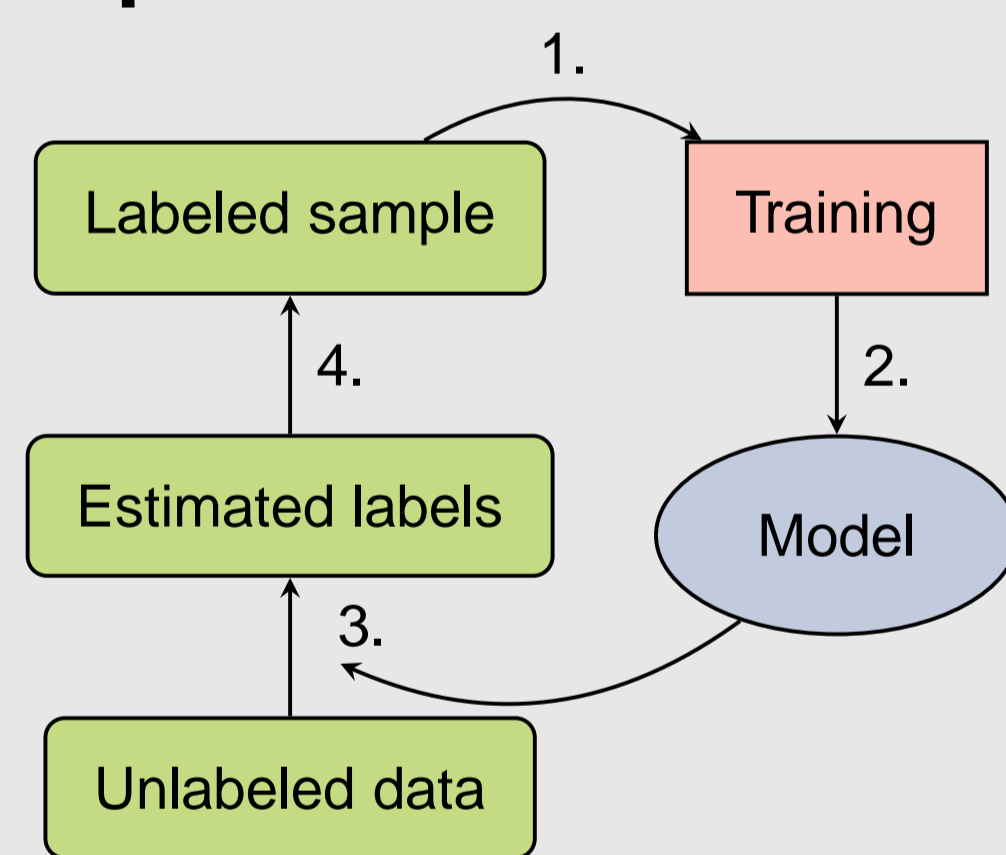 1.
Labeled sample
Training
4.
2.
Estimated labels
Model
3.
Unlabeled data